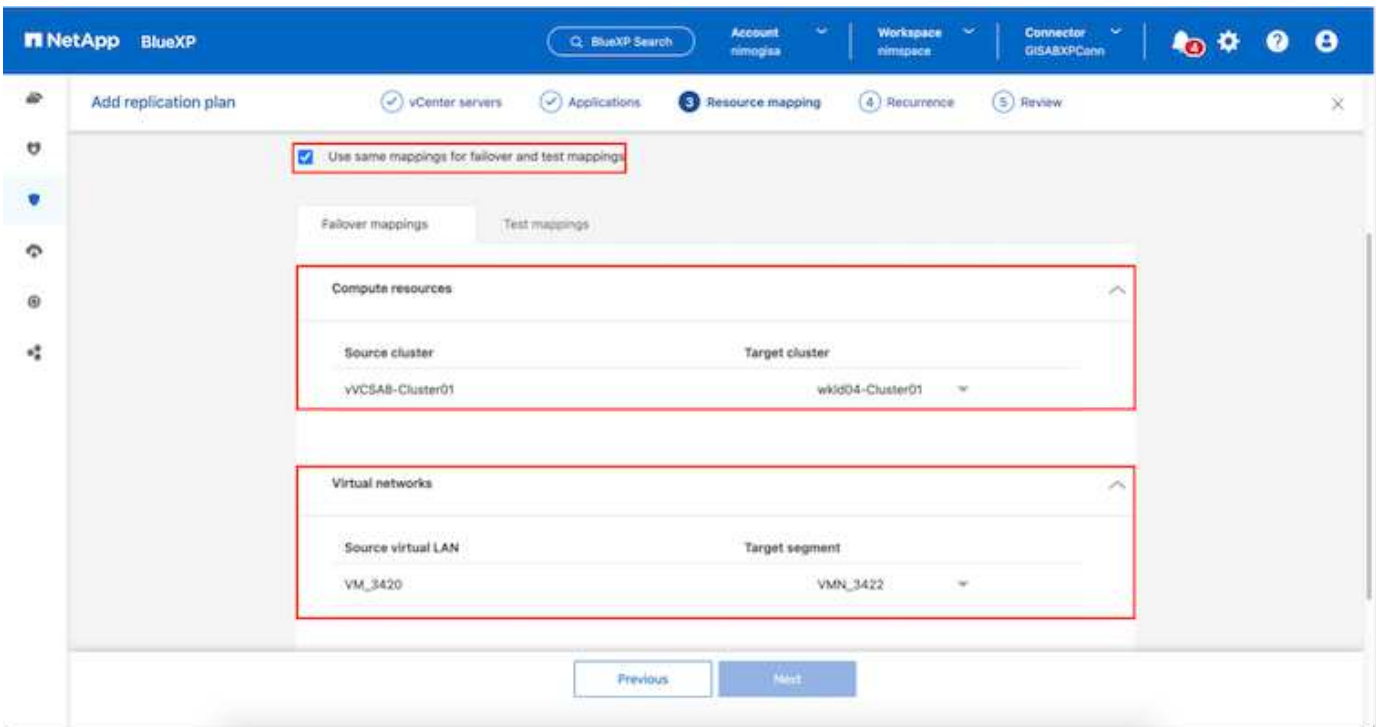 NetApp BlueXP BlueXP Search Account Workspace Connector
nimogisa nimspace GISABXPConn 4
Add replication plan vCenter servers Applications 3 Resource mapping 4 Recurrence 5 Review
Use same mappings for failover and test mappings
Failover mappings Test mappings
Compute resources
Source cluster Target cluster
vVCSA8-Cluster01 wkld04-Cluster01
Virtual networks
Source virtual LAN Target segment
VM_3420 VMN_3422
Previous Next